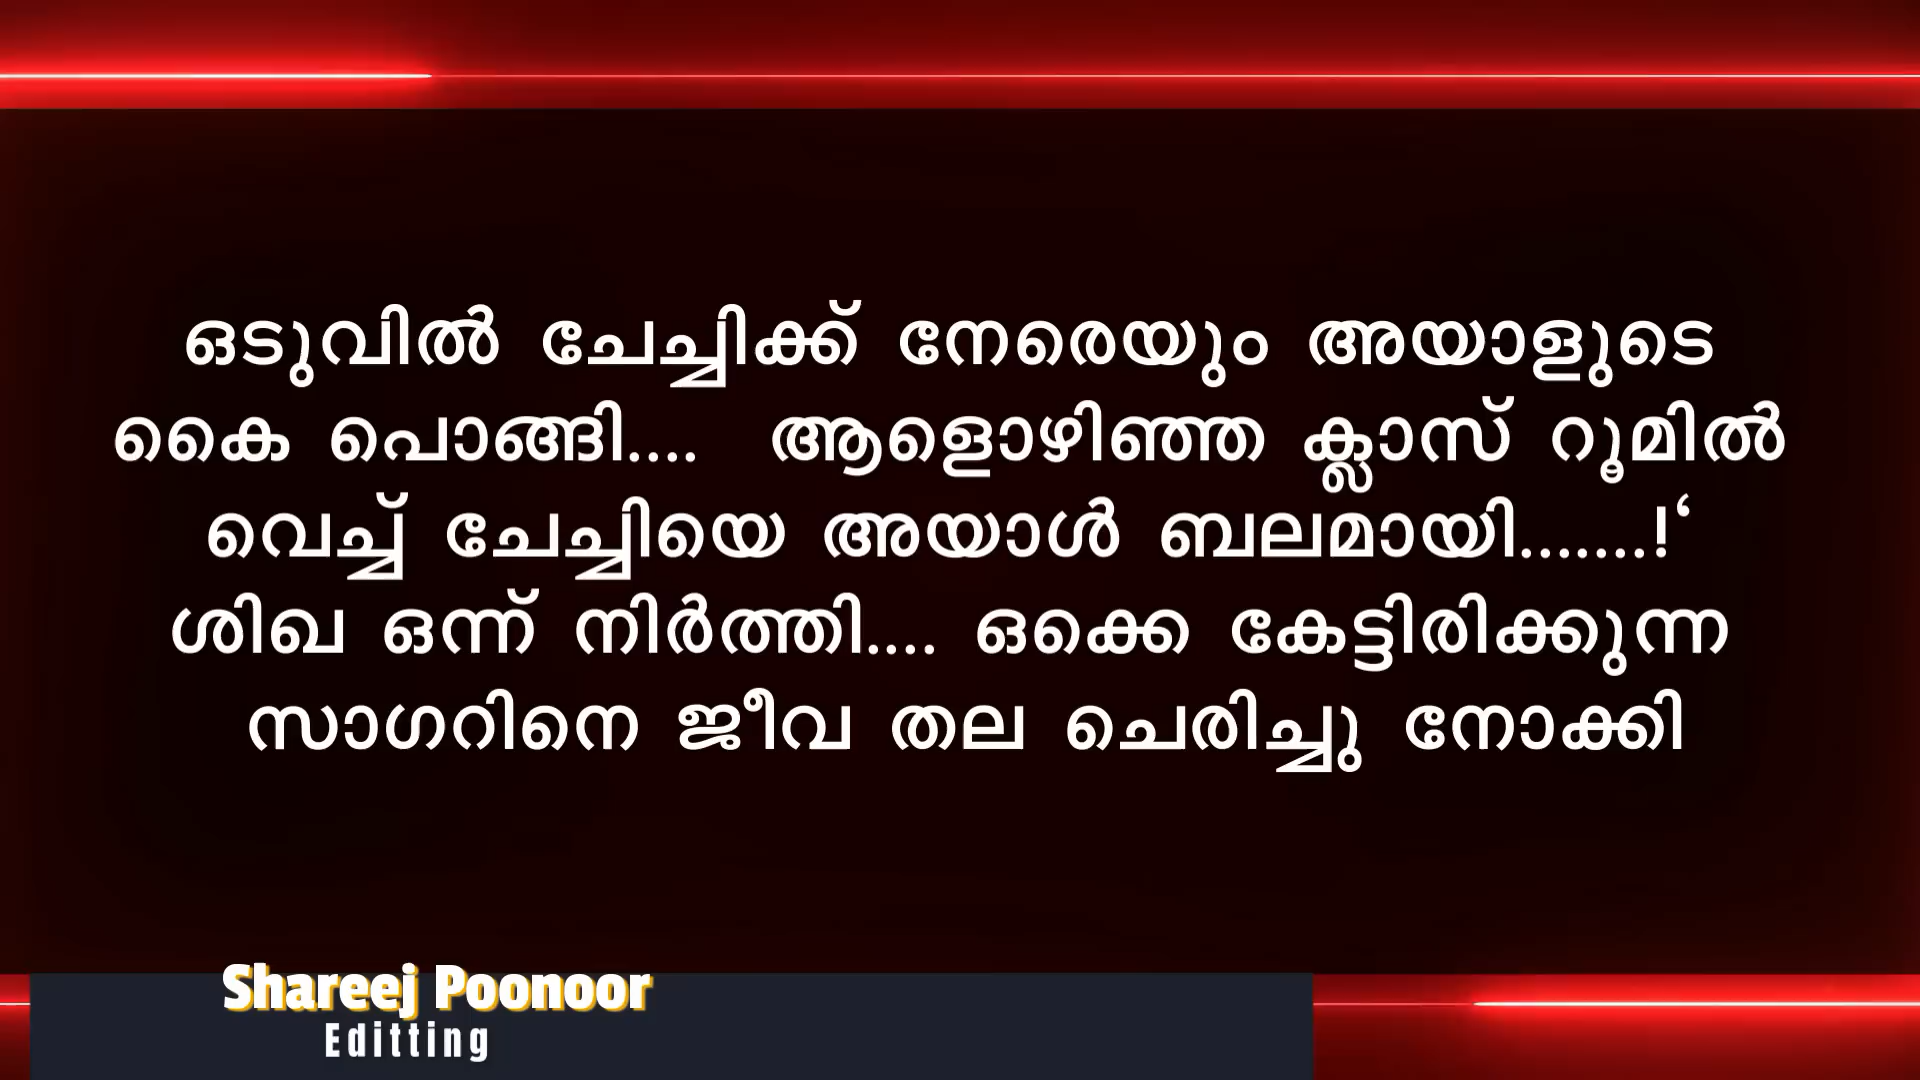 ഒടുവിൽ ചേച്ചിക്ക് നേരെയും അയാളുടെ
കൈ പൊങ്ങി.... ആളൊഴിഞ്ഞ ക്ലാസ് റൂമിൽ
വെച്ച് ചേച്ചിയെ അയാൾ ബലമായി.......!‘
ശിഖ ഒന്ന് നിർത്തി.... ഒക്കെ കേട്ടിരിക്കുന്ന
സാഗറിനെ ജീവ തല ചെരിച്ചു നോക്കി
Shareej Poonoor
Editting